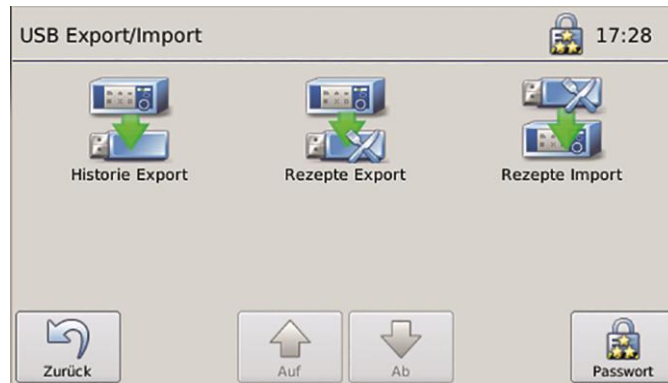 USB Export/Import
17:28
Historie Export
Rezepte Export
Rezepte Import
Zurück
Auf
Ab
Passwort